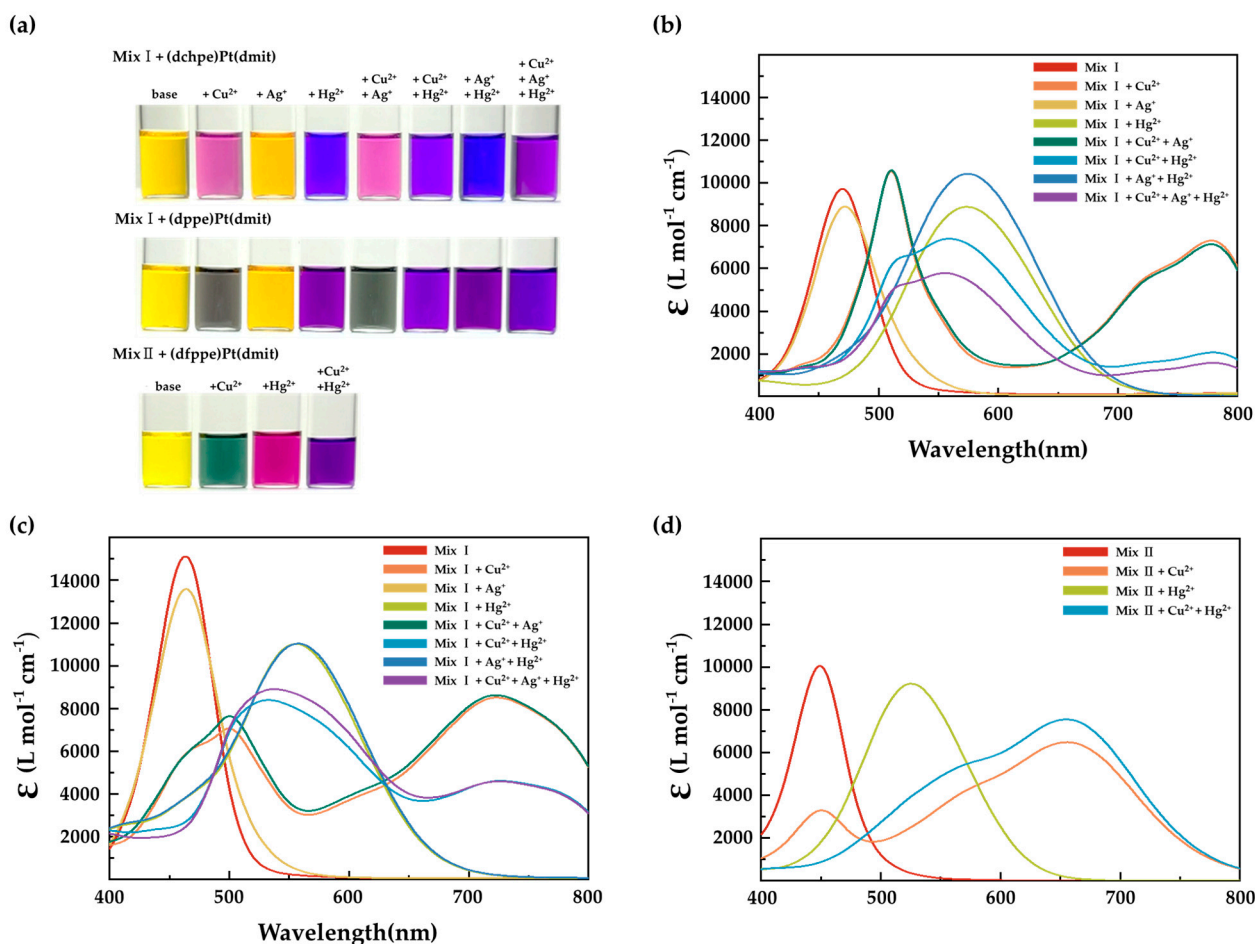 (a)
Mix Ⅰ + (dchpe)Pt(dmit)
base
+ Cu²⁺
+ Ag⁺
+ Hg²⁺
+ Cu²⁺
+ Ag⁺
+ Cu²⁺
+ Hg²⁺
+ Ag⁺
+ Hg²⁺
+ Cu²⁺
+ Ag⁺
+ Hg²⁺
Mix Ⅰ + (dppe)Pt(dmit)
Mix Ⅱ + (dfppe)Pt(dmit)
base
+Cu²⁺
+Hg²⁺
+Cu²⁺
+Hg²⁺
(b)
14000
12000
10000
8000
6000
4000
2000
ε (L mol⁻¹ cm⁻¹)
Mix Ⅰ
Mix Ⅰ + Cu²⁺
Mix Ⅰ + Ag⁺
Mix Ⅰ + Hg²⁺
Mix Ⅰ + Cu²⁺ + Ag⁺
Mix Ⅰ + Cu²⁺ + Hg²⁺
Mix Ⅰ + Ag⁺ + Hg²⁺
Mix Ⅰ + Cu²⁺ + Ag⁺ + Hg²⁺
400 500 600 700 800
Wavelength(nm)
(c)
14000
12000
10000
8000
6000
4000
2000
ε (L mol⁻¹ cm⁻¹)
Mix Ⅰ
Mix Ⅰ + Cu²⁺
Mix Ⅰ + Ag⁺
Mix Ⅰ + Hg²⁺
Mix Ⅰ + Cu²⁺ + Ag⁺
Mix Ⅰ + Cu²⁺ + Hg²⁺
Mix Ⅰ + Ag⁺ + Hg²⁺
Mix Ⅰ + Cu²⁺ + Ag⁺ + Hg²⁺
400 500 600 700 800
Wavelength(nm)
(d)
14000
12000
10000
8000
6000
4000
2000
ε (L mol⁻¹ cm⁻¹)
Mix Ⅱ
Mix Ⅱ + Cu²⁺
Mix Ⅱ + Hg²⁺
Mix Ⅱ + Cu²⁺ + Hg²⁺
400 500 600 700 800
Wavelength(nm)